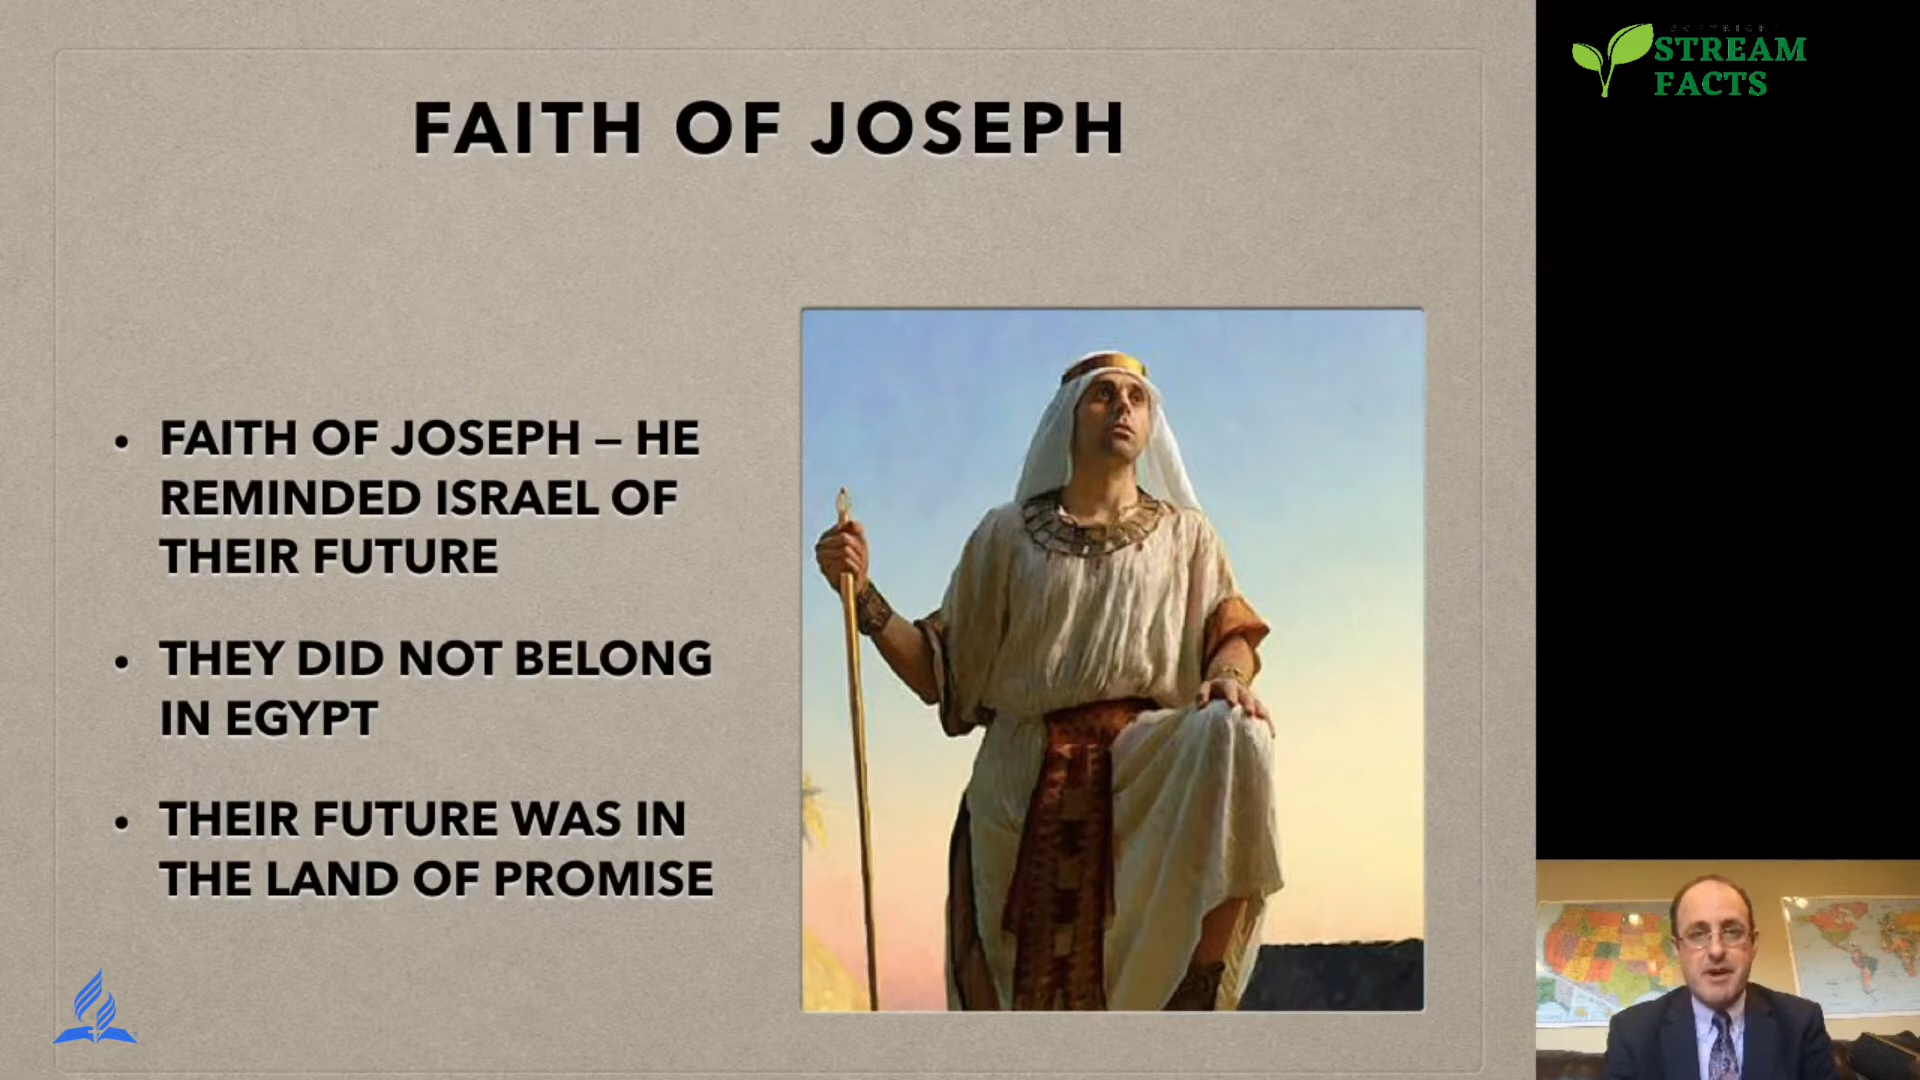 FAITH OF JOSEPH
• FAITH OF JOSEPH – HE
REMINDED ISRAEL OF
THEIR FUTURE
• THEY DID NOT BELONG
IN EGYPT
• THEIR FUTURE WAS IN
THE LAND OF PROMISE
STREAM
FACTS